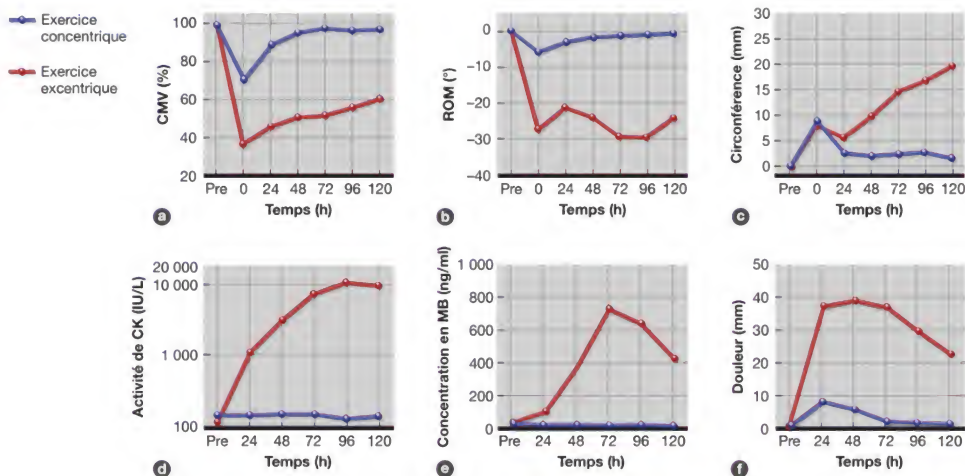 Exercice
concentrique
Exercice
excentrique
CMV (%)
100
80
60
40
20
Pre 0 24 48 72 96 120
Temps (h)
a
ROM (°)
0
−10
−20
−30
−40
Pre 0 24 48 72 96 120
Temps (h)
b
Circonférence (mm)
30
25
20
15
10
5
0
Pre 0 24 48 72 96 120
Temps (h)
c
Activité de CK (IU/L)
20 000
10 000
1 000
100
Pre 24 48 72 96 120
Temps (h)
d
Concentration en MB (ng/ml)
1 000
800
600
400
200
0
Pre 24 48 72 96 120
Temps (h)
e
Douleur (mm)
50
40
30
20
10
0
Pre 24 48 72 96 120
Temps (h)
f